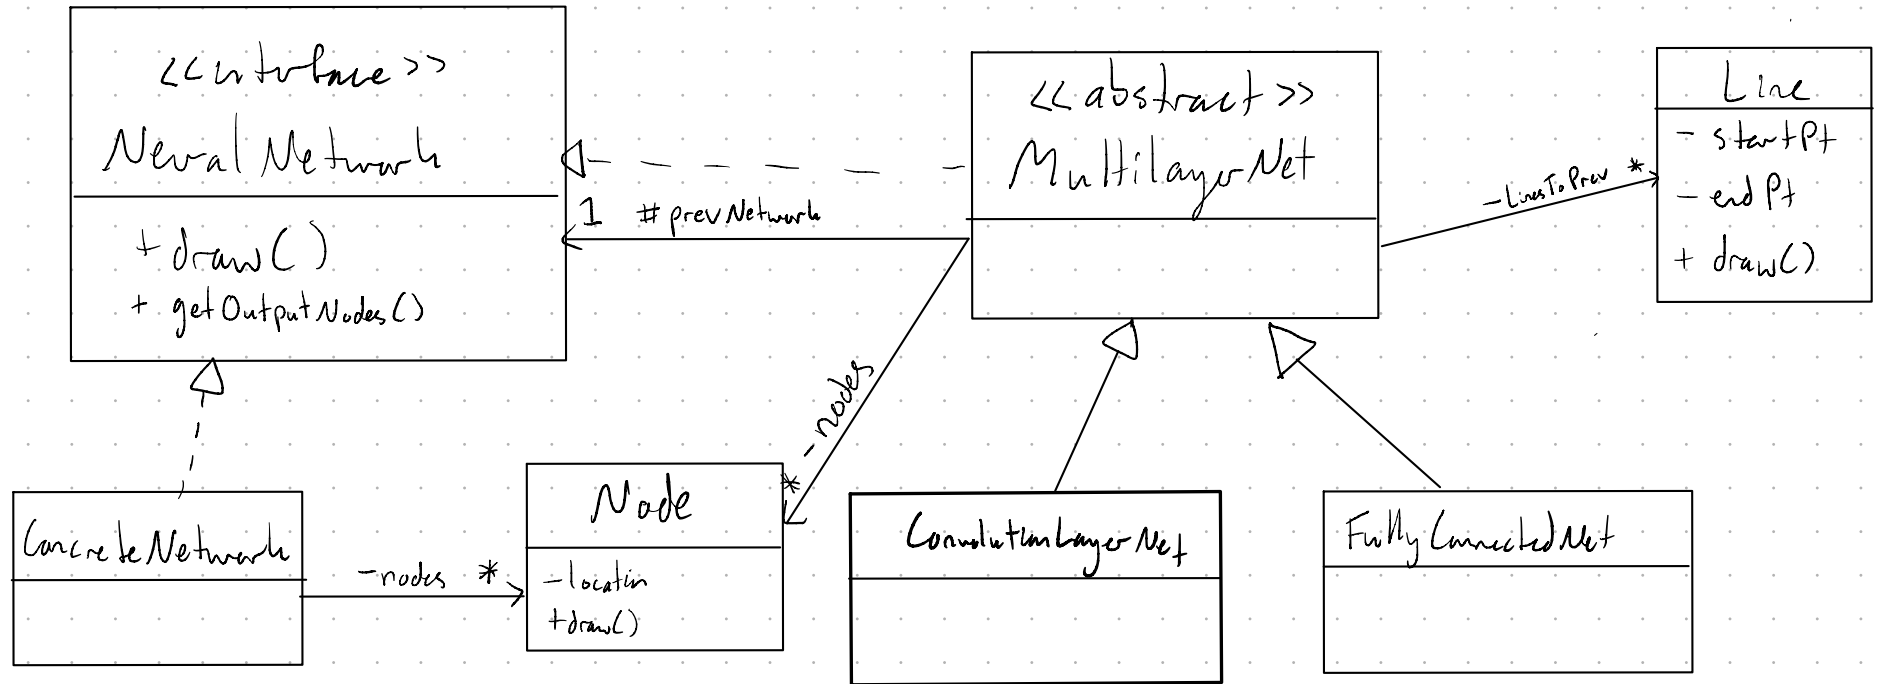 <<interface>>
Neural Network
+ draw()
+ getOutputNodes()
1 #prevNetwork
<<abstract>>
MultilayerNet
-LinesToPrev *
Line
- startPt
- endPt
+ draw()
-nodes
*
ConcreteNetwork
-nodes *
Node
-location
+draw()
ConvolutionLayerNet
FullyConnectedNet